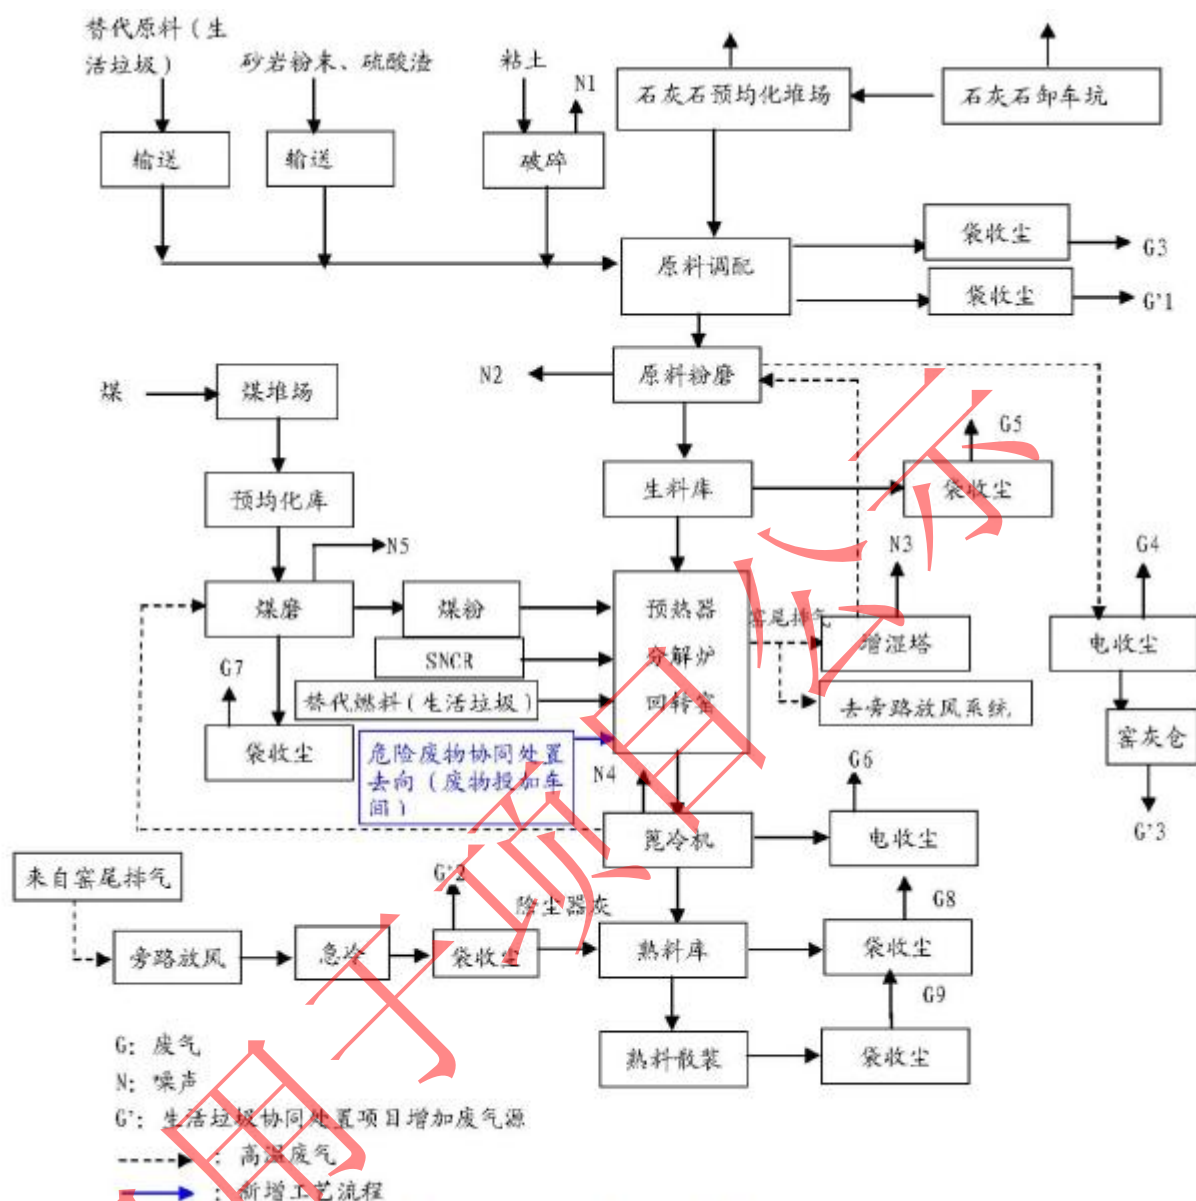 替代原料（生
活垃圾）
砂岩粉末、硫酸渣
粘土
N1
石灰石预均化堆场
石灰石卸车坑
输送
输送
破碎
袋收尘
G3
原料调配
袋收尘
G'1
煤
煤堆场
N2
原料粉磨
G5
预均化库
生料库
袋收尘
N5
N3
G4
煤磨
煤粉
预热器
窑尾排气
增湿塔
电收尘
SNCR
分解炉
G7
替代燃料（生活垃圾）
回转窑
去旁路放风系统
袋收尘
窑灰仓
危险废物协同处置
去向（废物投加车
间）
N4
G6
G'3
篦冷机
电收尘
来自窑尾排气
G'2
除尘器灰
G8
旁路放风
急冷
袋收尘
熟料库
袋收尘
G9
熟料散装
袋收尘
G：废气
N：噪声
G'：生活垃圾协同处置项目增加废气源
：高温废气
：新增工艺流程
用于项目公示